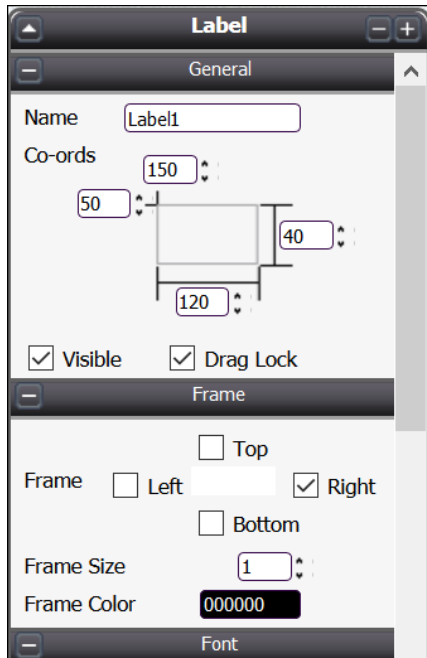 Label
General
Name Label1
Co-ords
150
50
40
120
Visible Drag Lock
Frame
Top
Frame Left Right
Bottom
Frame Size 1
Frame Color 000000
Font